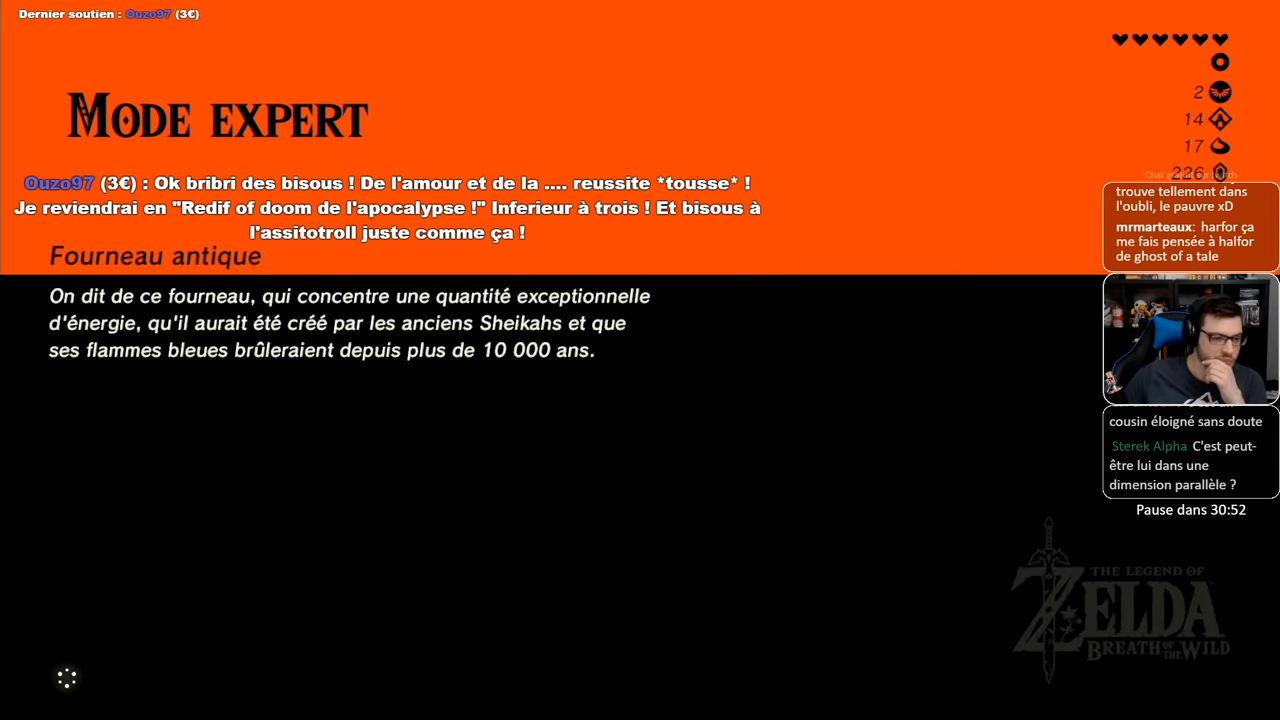 Dernier soutien : Ouzo97 (3€)
MODE EXPERT
2
14
17
226
Ouzo97 (3€) : Ok bribri des bisous ! De l'amour et de la .... reussite *tousse* !
Je reviendrai en "Redif of doom de l'apocalypse !" Inferieur à trois ! Et bisous à
l'assitotroll juste comme ça !
Fourneau antique
On dit de ce fourneau, qui concentre une quantité exceptionnelle
d'énergie, qu'il aurait été créé par les anciens Sheikahs et que
ses flammes bleues brûleraient depuis plus de 10 000 ans.
trouve tellement dans
l'oubli, le pauvre xD
mrmarteaux: harfor ça
me fais pensée à halfor
de ghost of a tale
cousin éloigné sans doute
Sterek Alpha C'est peut-
être lui dans une
dimension parallèle ?
Pause dans 30:52
THE LEGEND OF
ZELDA
BREATH OF THE WILD